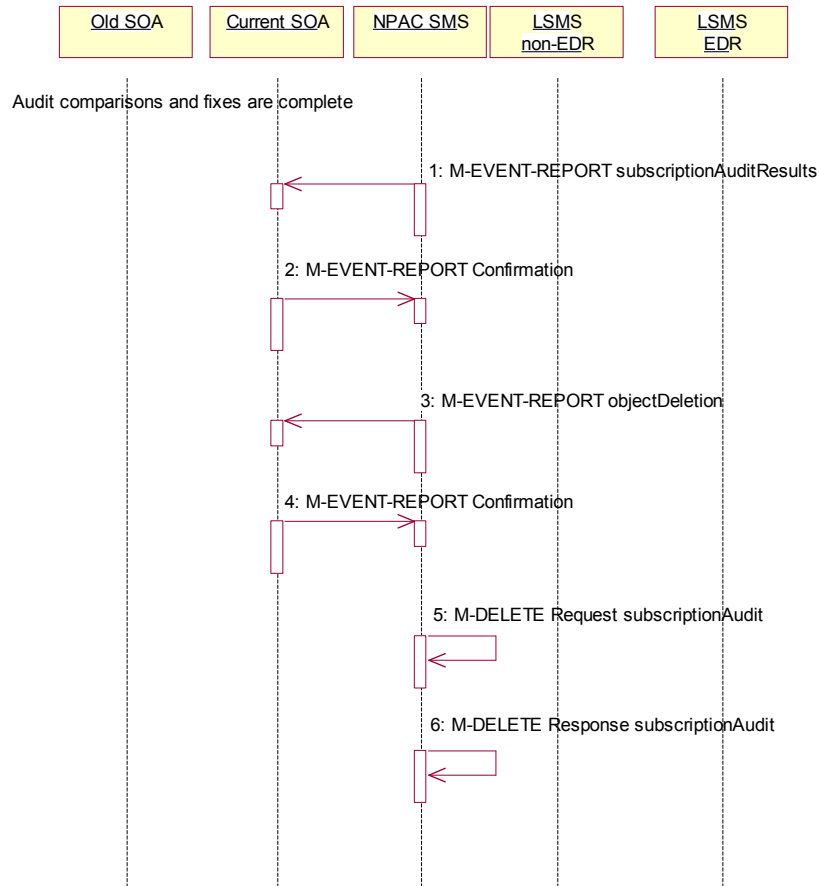 Old SOA
Current SOA
NPAC SMS
LSMS
non-EDR
LSMS
EDR
Audit comparisons and fixes are complete
1: M-EVENT-REPORT subscriptionAuditResults
2: M-EVENT-REPORT Confirmation
3: M-EVENT-REPORT objectDeletion
4: M-EVENT-REPORT Confirmation
5: M-DELETE Request subscriptionAudit
6: M-DELETE Response subscriptionAudit